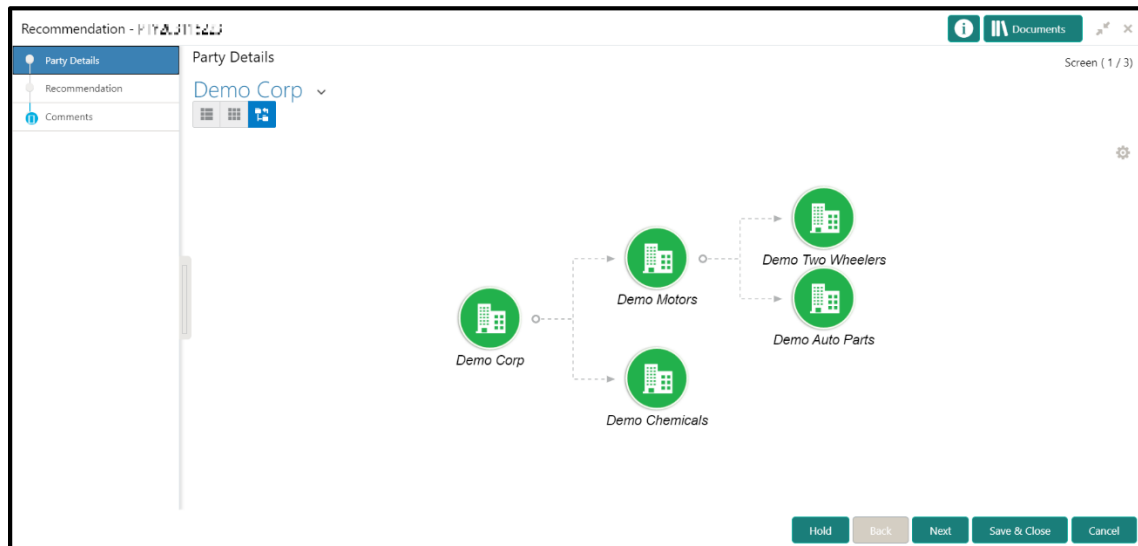 Recommendation -
Documents
Party Details
Recommendation
Comments
Party Details
Screen ( 1 / 3)
Demo Corp
Demo Two Wheelers
Demo Motors
Demo Auto Parts
Demo Corp
Demo Chemicals
Hold
Back
Next
Save & Close
Cancel